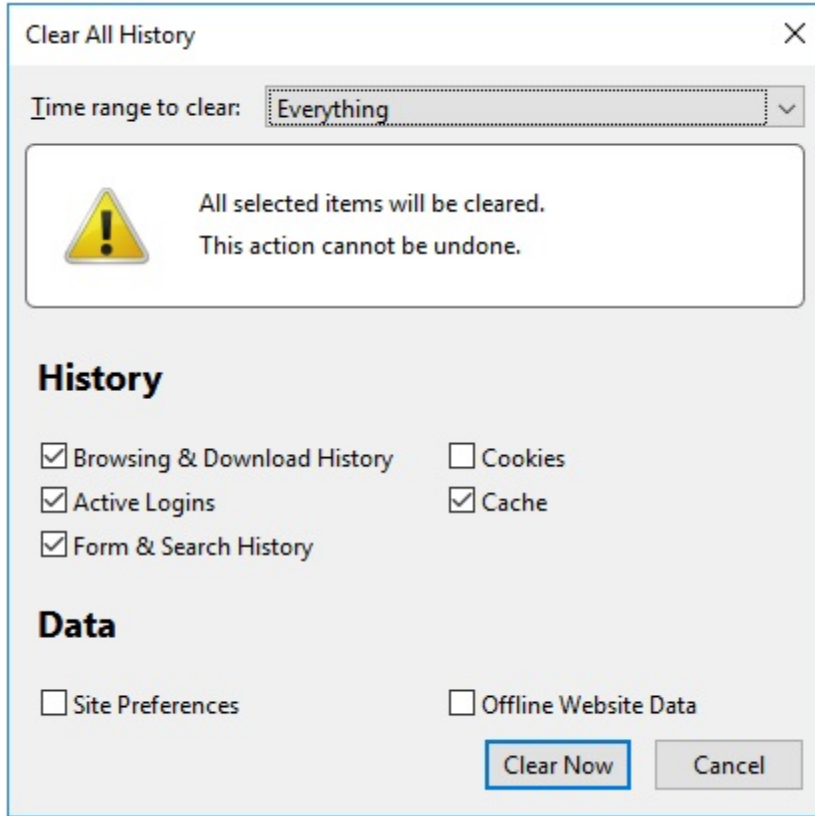 Clear All History
Time range to clear: Everything
All selected items will be cleared.
This action cannot be undone.
History
Browsing & Download History Cookies
Active Logins Cache
Form & Search History
Data
Site Preferences Offline Website Data
Clear Now Cancel